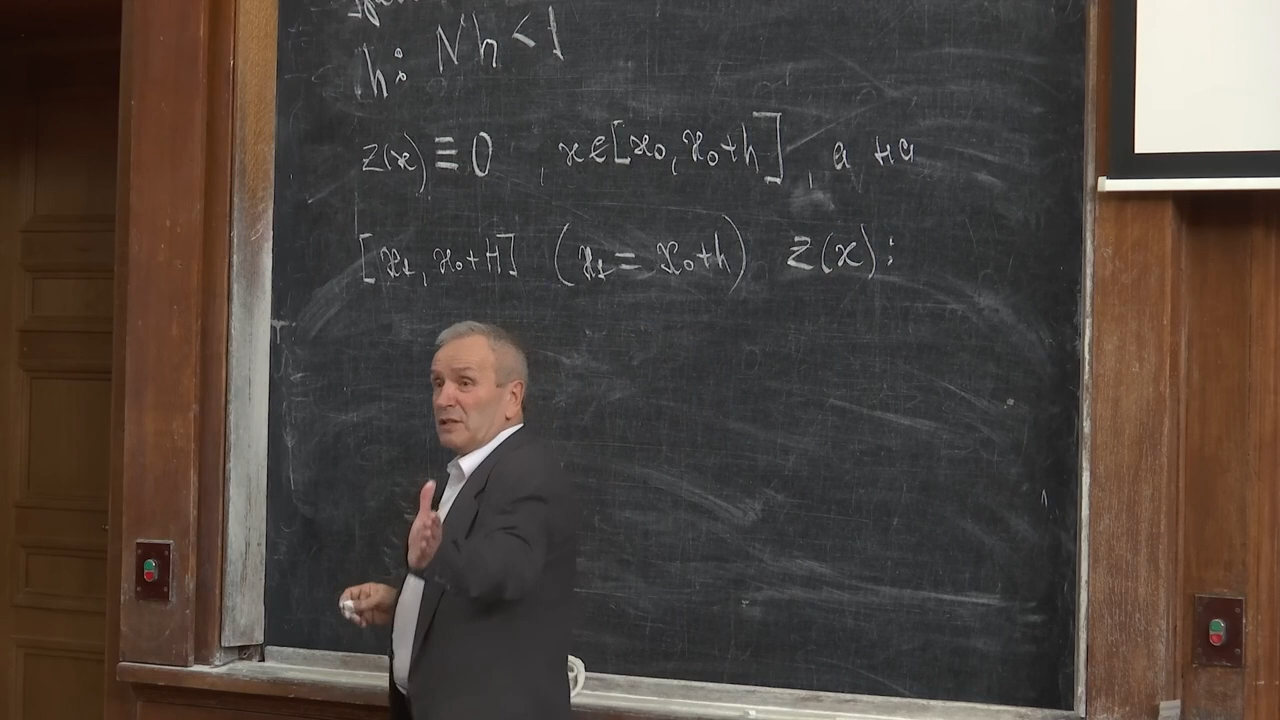 h: Nh < 1
z(x) ≡ 0 , x ∈ [x₀, x₀+h] , а на
[x₁, x₀+H] (x₁ = x₀+h) z(x):